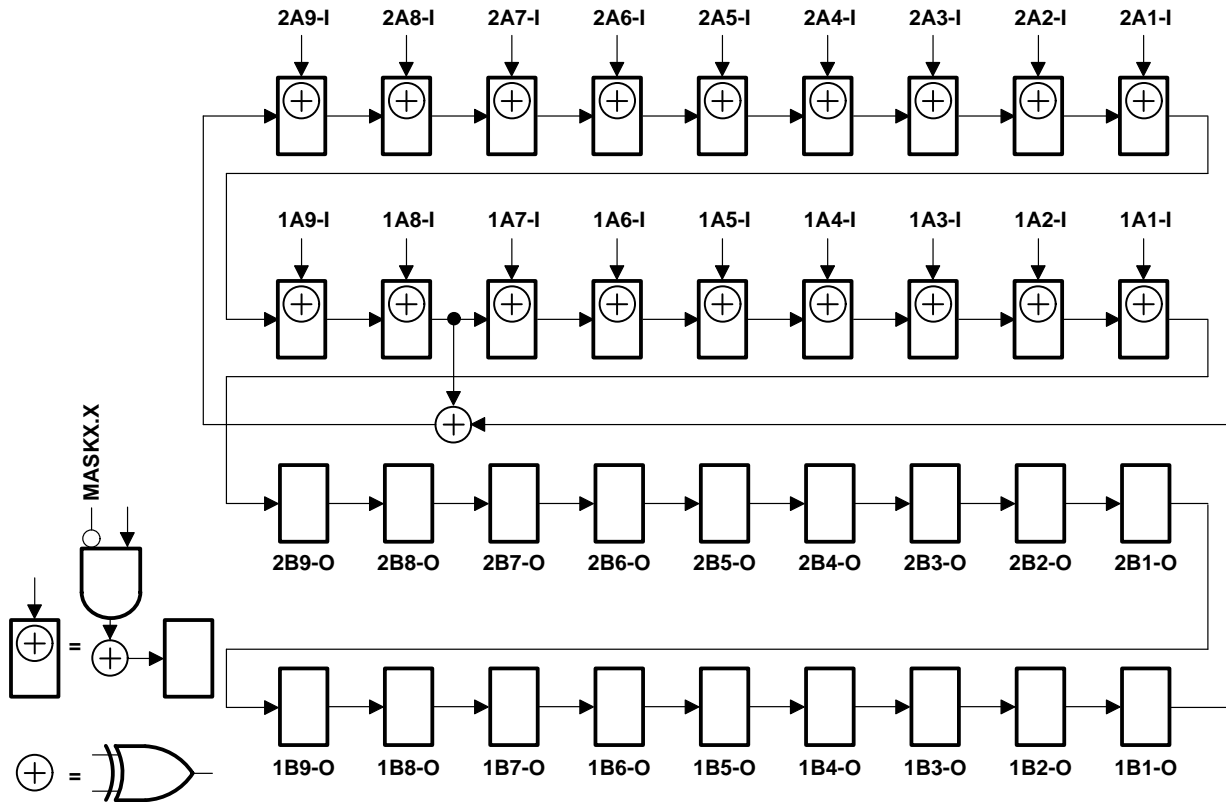 2A9-I 2A8-I 2A7-I 2A6-I 2A5-I 2A4-I 2A3-I 2A2-I 2A1-I
1A9-I 1A8-I 1A7-I 1A6-I 1A5-I 1A4-I 1A3-I 1A2-I 1A1-I
MASKX.X
2B9-O 2B8-O 2B7-O 2B6-O 2B5-O 2B4-O 2B3-O 2B2-O 2B1-O
=
1B9-O 1B8-O 1B7-O 1B6-O 1B5-O 1B4-O 1B3-O 1B2-O 1B1-O
=